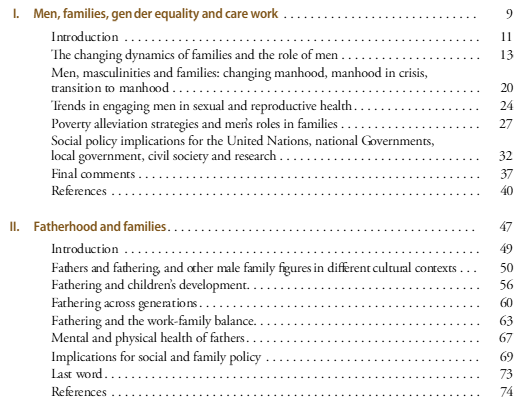 I. Men, families, gender equality and care work . . . . . . . . . . . . . . . . . . . . . . . . . . 9
Introduction . . . . . . . . . . . . . . . . . . . . . . . . . . . . . . . . . . . . . . . . . . . . . . . 11
The changing dynamics of families and the role of men . . . . . . . . . . . . . . . . . . . . 13
Men, masculinities and families: changing manhood, manhood in crisis,
transition to manhood . . . . . . . . . . . . . . . . . . . . . . . . . . . . . . . . . . . . . . . . 20
Trends in engaging men in sexual and reproductive health . . . . . . . . . . . . . . . . . . . 24
Poverty alleviation strategies and men's roles in families . . . . . . . . . . . . . . . . . . . . 27
Social policy implications for the United Nations, national Governments,
local government, civil society and research . . . . . . . . . . . . . . . . . . . . . . . . . . . . 32
Final comments . . . . . . . . . . . . . . . . . . . . . . . . . . . . . . . . . . . . . . . . . . . . . 37
References . . . . . . . . . . . . . . . . . . . . . . . . . . . . . . . . . . . . . . . . . . . . . . . . 40
II. Fatherhood and families . . . . . . . . . . . . . . . . . . . . . . . . . . . . . . . . . . . . . . 47
Introduction . . . . . . . . . . . . . . . . . . . . . . . . . . . . . . . . . . . . . . . . . . . . . . . 49
Fathers and fathering, and other male family figures in different cultural contexts . . . 50
Fathering and children's development. . . . . . . . . . . . . . . . . . . . . . . . . . . . . . . . 56
Fathering across generations . . . . . . . . . . . . . . . . . . . . . . . . . . . . . . . . . . . . . 60
Fathering and the work-family balance. . . . . . . . . . . . . . . . . . . . . . . . . . . . . . . 63
Mental and physical health of fathers . . . . . . . . . . . . . . . . . . . . . . . . . . . . . . . . 67
Implications for social and family policy . . . . . . . . . . . . . . . . . . . . . . . . . . . . . . 69
Last word . . . . . . . . . . . . . . . . . . . . . . . . . . . . . . . . . . . . . . . . . . . . . . . . . 73
References . . . . . . . . . . . . . . . . . . . . . . . . . . . . . . . . . . . . . . . . . . . . . . . . 74